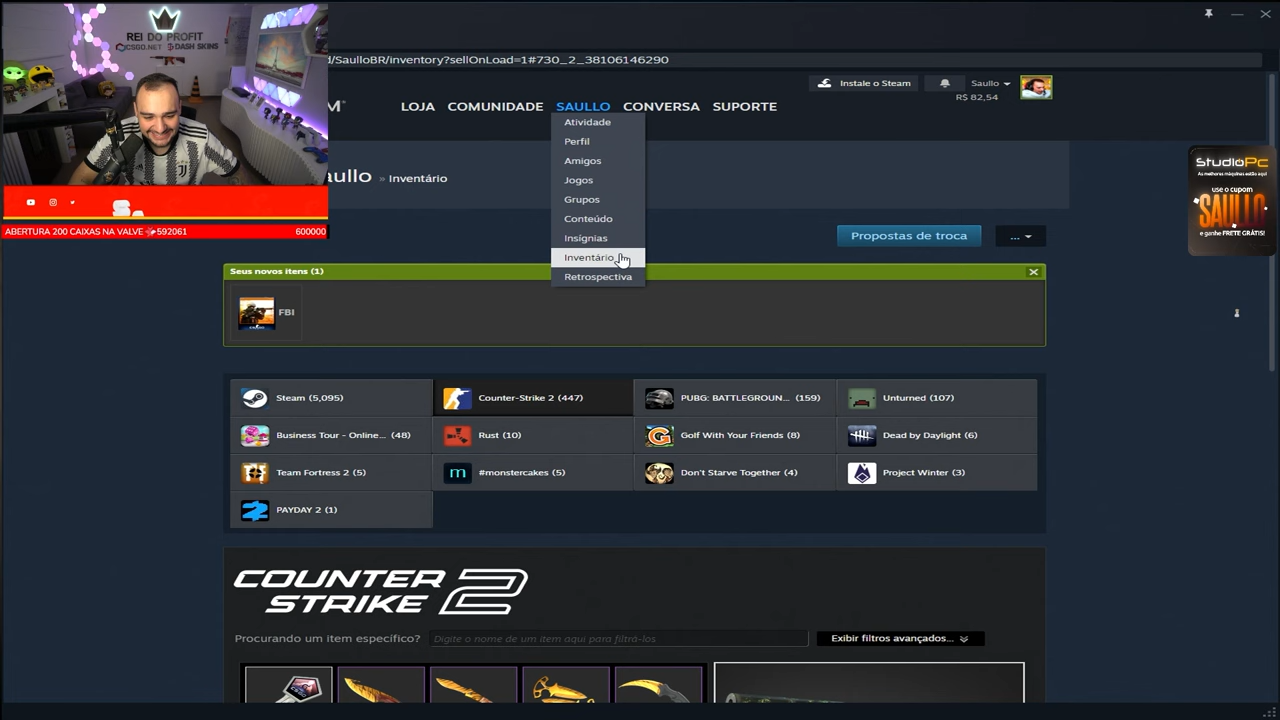 REI DO PROFIT
CSGO.NET DASH SKINS
ABERTURA 200 CAIXAS NA VALVE 592061 600000
d/SaulloBR/inventory?sellOnLoad=1#730_2_38106146290
LOJA COMUNIDADE SAULLO CONVERSA SUPORTE
Instale o Steam
Saullo
R$ 82,54
Atividade
Perfil
Amigos
Jogos
Grupos
Conteúdo
Insígnias
Inventário
Retrospectiva
ullo » Inventário
Propostas de troca
...
STUDIOPC
As melhores máquinas estão aqui
use o cupom
SAULLO
e ganhe FRETE GRÁTIS!
Seus novos itens (1)
FBI
Steam (5,095)
Counter-Strike 2 (447)
PUBG: BATTLEGROUN... (159)
Unturned (107)
Business Tour - Online... (48)
Rust (10)
Golf With Your Friends (8)
Dead by Daylight (6)
Team Fortress 2 (5)
#monstercakes (5)
Don't Starve Together (4)
Project Winter (3)
PAYDAY 2 (1)
COUNTER
STRIKE 2
Procurando um item específico?
Digite o nome de um item aqui para filtrá-los
Exibir filtros avançados...